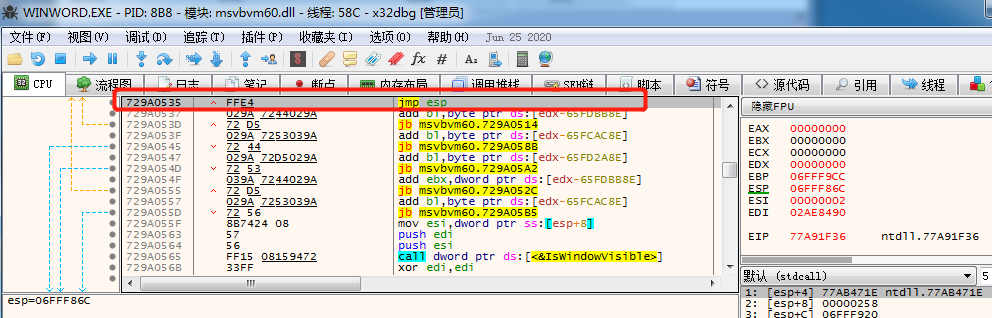 WINWORD.EXE - PID: 8B8 - 模块: msvbvm60.dll - 线程: 58C - x32dbg [管理员]
文件(F) 视图(V) 调试(D) 追踪(T) 插件(P) 收藏夹(I) 选项(O) 帮助(H) Jun 25 2020
CPU 流程图 日志 笔记 断点 内存布局 调用堆栈 SEH链 脚本 符号 源代码 引用 线程
729A0535 FFE4 jmp esp
729A0537 029A 7244029A add bl,byte ptr ds:[edx-65FDBB8E]
729A053D 72 D5 jb msvbvm60.729A0514
729A053F 029A 7253039A add bl,byte ptr ds:[edx-65FCAC8E]
729A0545 72 44 jb msvbvm60.729A058B
729A0547 029A 72D5029A add bl,byte ptr ds:[edx-65FD2A8E]
729A054D 72 53 jb msvbvm60.729A05A2
729A054F 039A 7244029A add ebx,dword ptr ds:[edx-65FDBB8E]
729A0555 72 D5 jb msvbvm60.729A052C
729A0557 029A 7253039A add bl,byte ptr ds:[edx-65FCAC8E]
729A055D 72 56 jb msvbvm60.729A05B5
729A055F 8B7424 08 mov esi,dword ptr ss:[esp+8]
729A0563 57 push edi
729A0564 56 push esi
729A0565 FF15 08159472 call dword ptr ds:[<&IsWindowVisible>]
729A056B 33FF xor edi,edi
esp=06FFF86C
隐藏FPU
EAX 00000000
EBX 00000000
ECX 00000000
EDX 00000000
EBP 06FFF9CC
ESP 06FFF86C
ESI 00000002
EDI 02AE8490
EIP 77A91F36 ntdll.77A91F36
默认 (stdcall) 5
1: [esp+4] 77AB471E ntdll.77AB471E
2: [esp+8] 00000258
3: [esp+C] 06FFF920